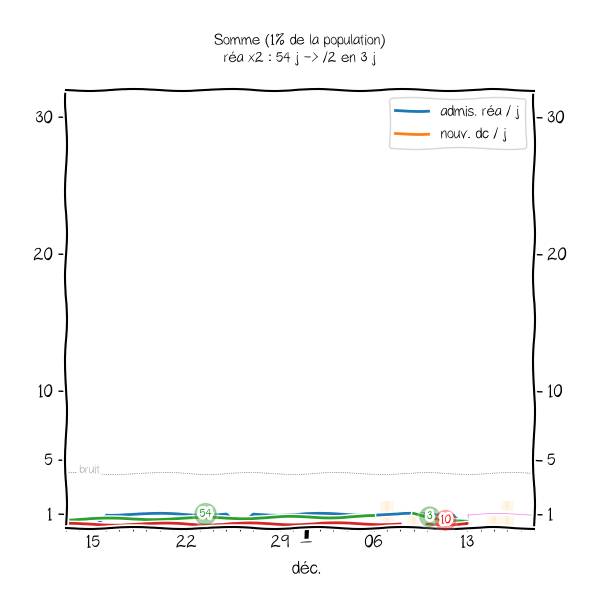 Somme (1% de la population)
réa x2 : 54 j -> /2 en 3 j
admis. réa / j
nouv. dc / j
30 30
20 20
10 10
5 5
bruit
1 1
54
3
10
15 22 29 06 13
déc.